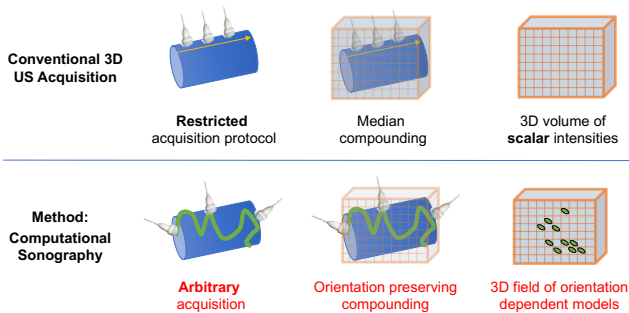 Conventional 3D
US Acquisition
Restricted
acquisition protocol
Median
compounding
3D volume of
scalar intensities
Method:
Computational
Sonography
Arbitrary
acquisition
Orientation preserving
compounding
3D field of orientation
dependent models